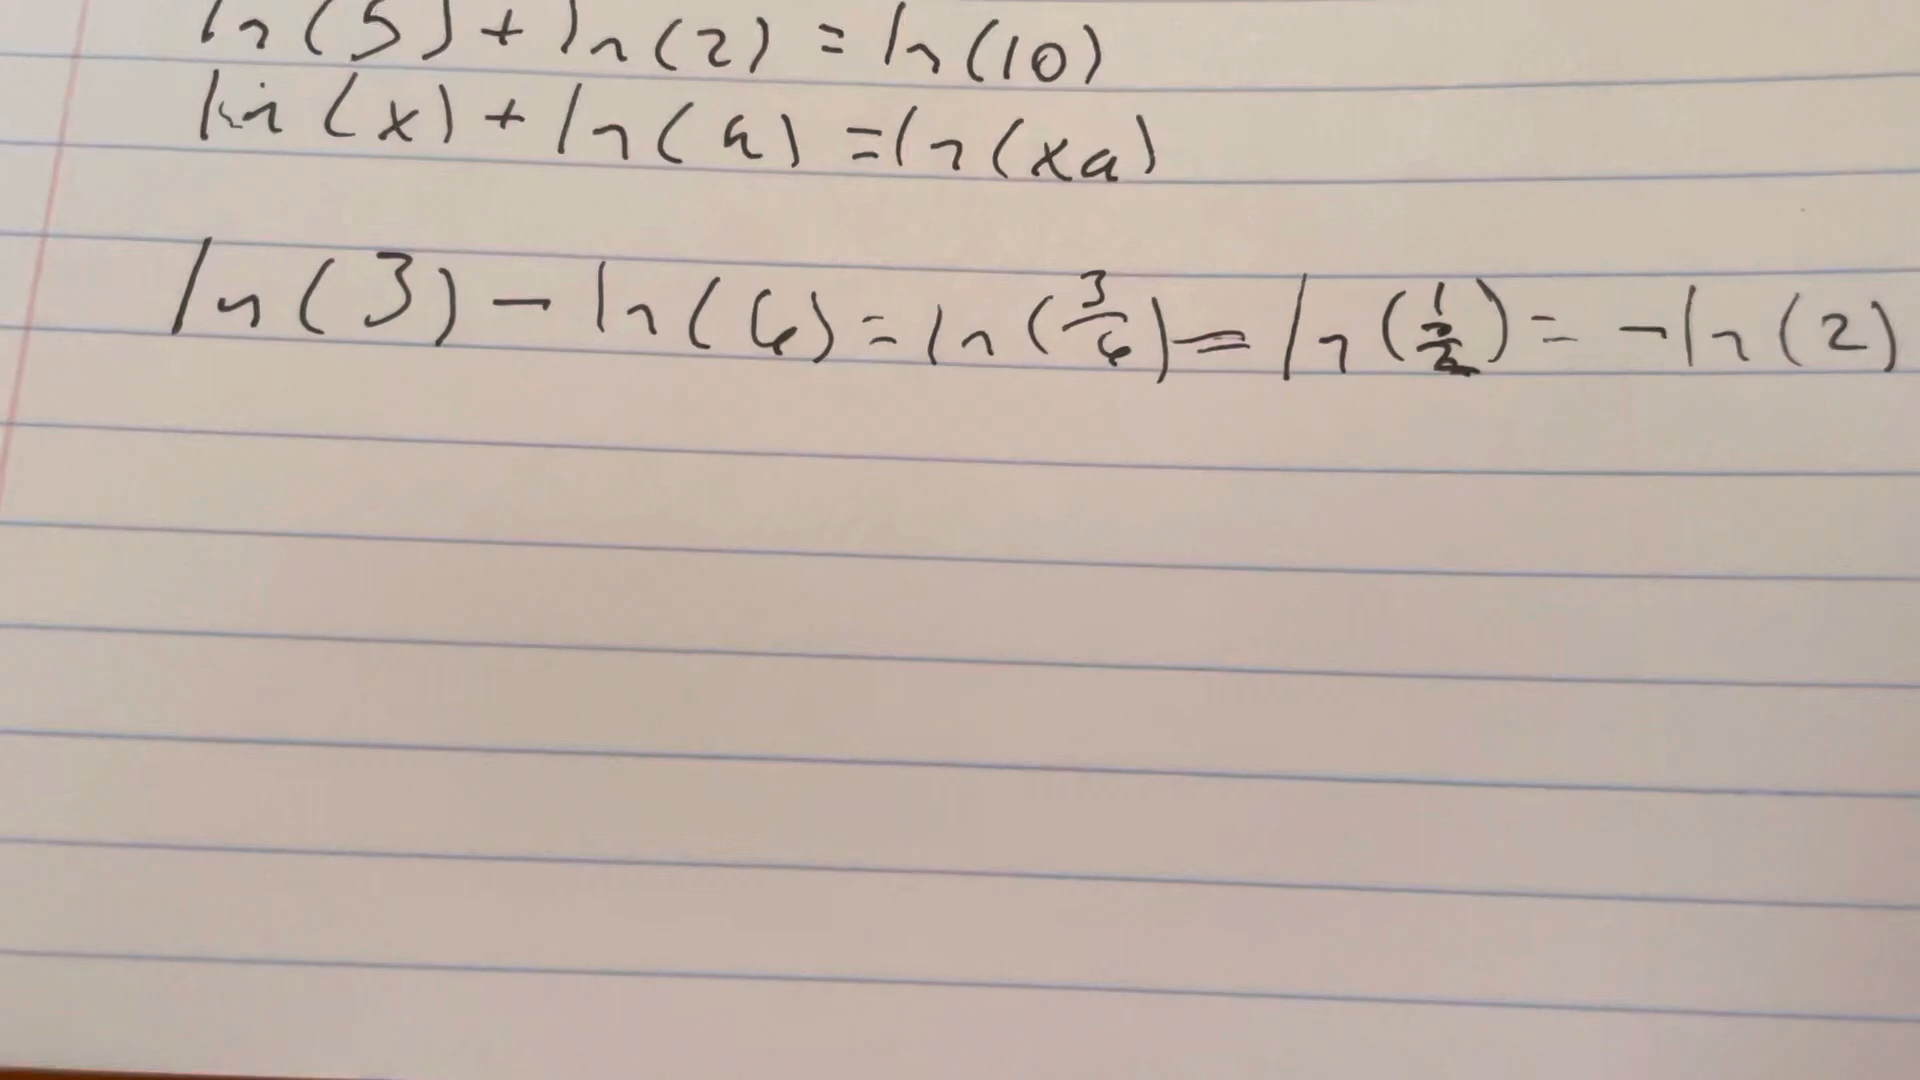 ln(5) + ln(2) = ln(10)
ln(x) + ln(a) = ln(xa)
ln(3) - ln(6) = ln(3/6) = ln(1/2) = -ln(2)